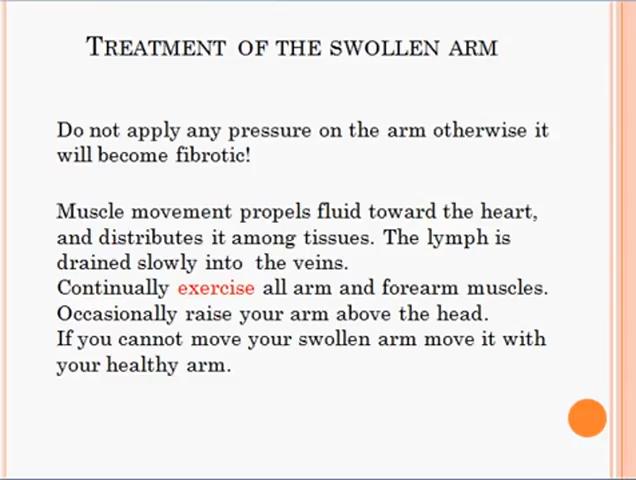 Treatment of the swollen arm
Do not apply any pressure on the arm otherwise it
will become fibrotic!
Muscle movement propels fluid toward the heart,
and distributes it among tissues. The lymph is
drained slowly into the veins.
Continually exercise all arm and forearm muscles.
Occasionally raise your arm above the head.
If you cannot move your swollen arm move it with
your healthy arm.